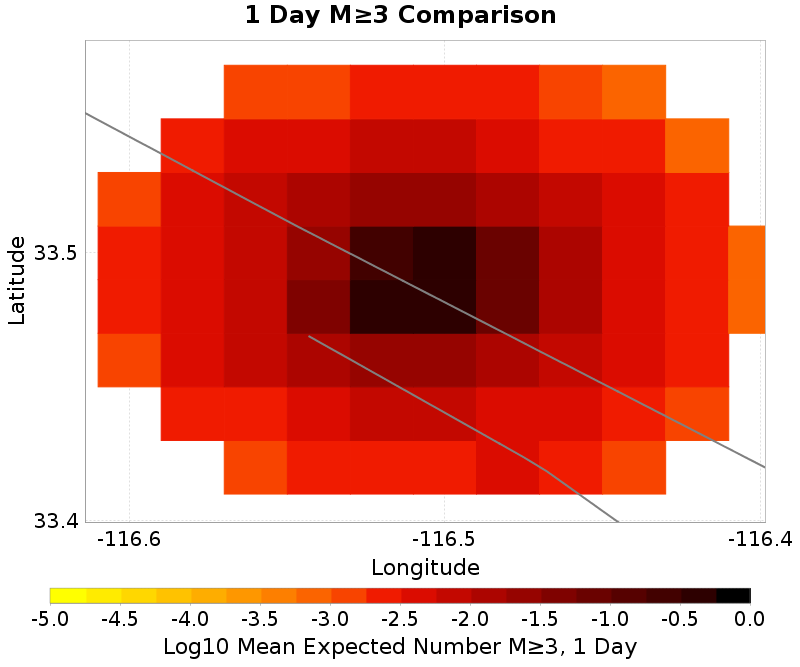 1 Day M≥3 Comparison
Latitude
33.5
33.4
-116.6 -116.5 -116.4
Longitude
-5.0 -4.5 -4.0 -3.5 -3.0 -2.5 -2.0 -1.5 -1.0 -0.5 0.0
Log10 Mean Expected Number M≥3, 1 Day